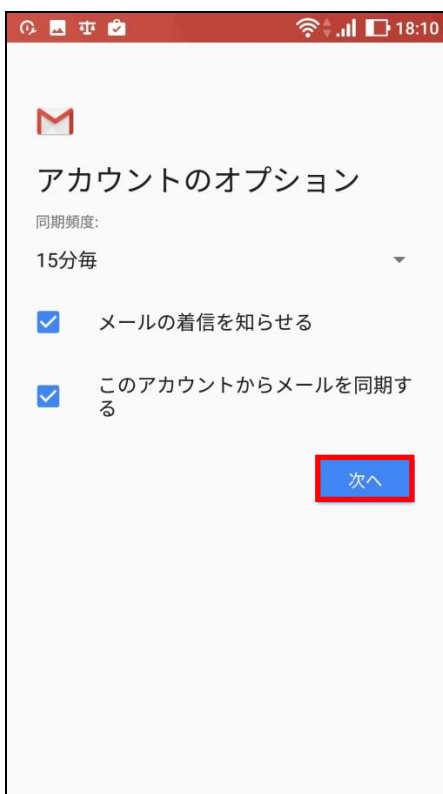 18:10
アカウントのオプション
同期頻度:
15分毎
メールの着信を知らせる
このアカウントからメールを同期す
る
次へ